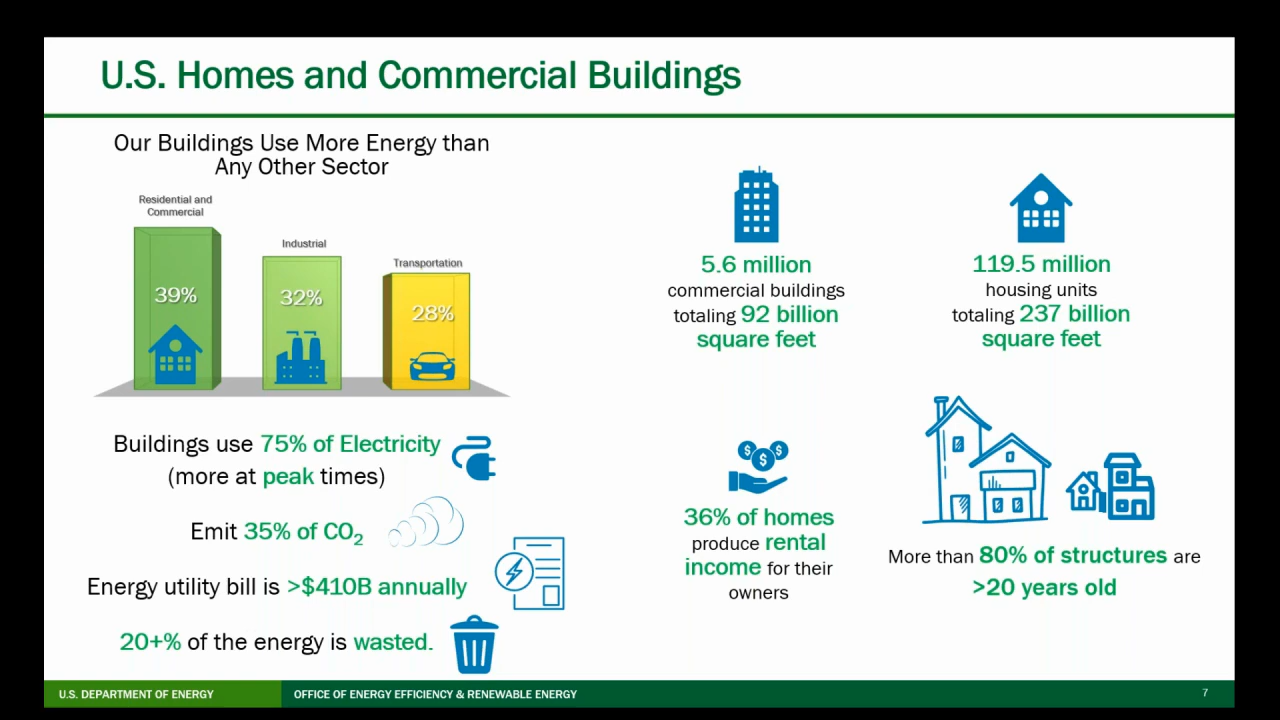 U.S. Homes and Commercial Buildings
Our Buildings Use More Energy than
Any Other Sector
Residential and
Commercial
Industrial
Transportation
39%
32%
28%
Buildings use 75% of Electricity
(more at peak times)
Emit 35% of CO₂
Energy utility bill is >$410B annually
20+% of the energy is wasted.
5.6 million
commercial buildings
totaling 92 billion
square feet
119.5 million
housing units
totaling 237 billion
square feet
$ $ $
36% of homes
produce rental
income for their
owners
More than 80% of structures are
>20 years old
U.S. DEPARTMENT OF ENERGY
OFFICE OF ENERGY EFFICIENCY & RENEWABLE ENERGY
7